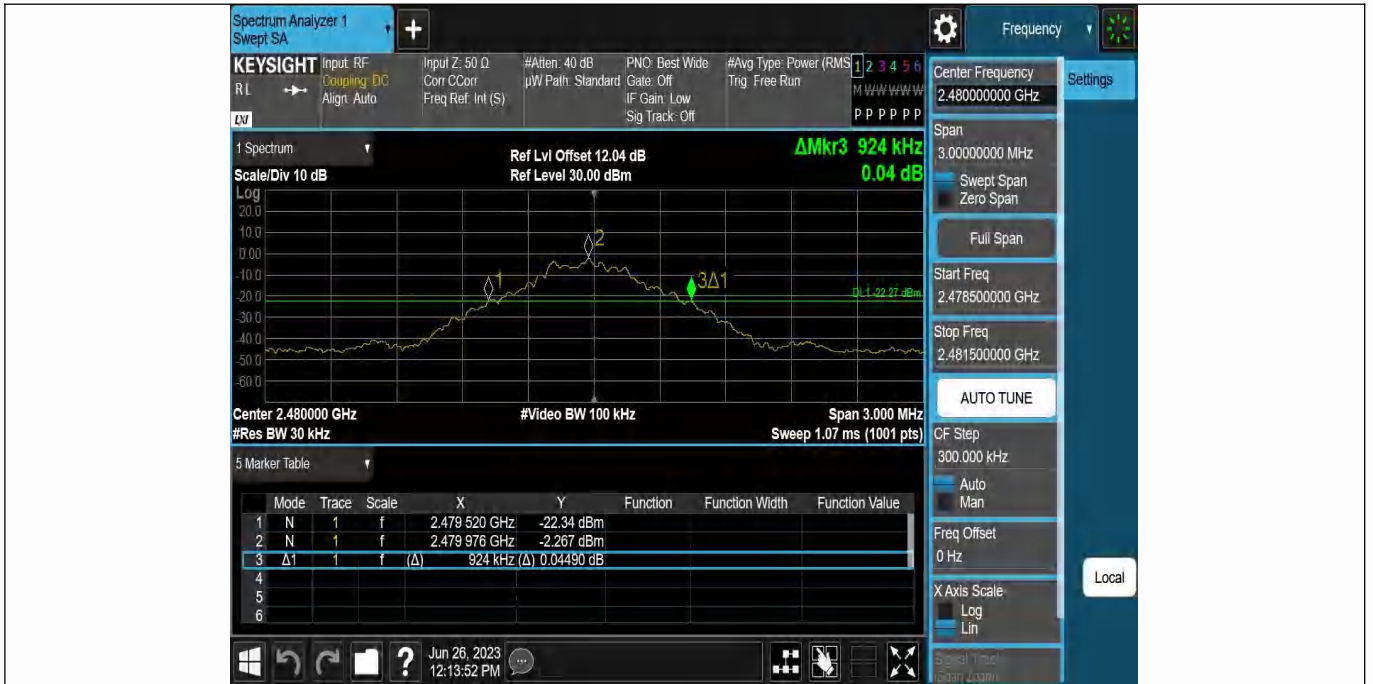 Spectrum Analyzer 1
Swept SA
+
Frequency
KEYSIGHT
RL
LXI
Input: RF
Coupling: DC
Align: Auto
Input Z: 50 Ω
Corr CCorr
Freq Ref: Int (S)
#Atten: 40 dB
µW Path: Standard
PNO: Best Wide
Gate: Off
IF Gain: Low
Sig Track: Off
#Avg Type: Power (RMS
Trig: Free Run
1 2 3 4 5 6
M W W W W W
P P P P P P
1 Spectrum
Scale/Div 10 dB
Ref Lvl Offset 12.04 dB
Ref Level 30.00 dBm
ΔMkr3 924 kHz
0.04 dB
Log
20.0
10.0
0.00
-10.0
-20.0
-30.0
-40.0
-50.0
-60.0
1
2
3Δ1
DL1 -22.27 dBm
Center 2.480000 GHz
#Res BW 30 kHz
#Video BW 100 kHz
Span 3.000 MHz
Sweep 1.07 ms (1001 pts)
5 Marker Table
Mode Trace Scale X Y Function Function Width Function Value
1 N 1 f 2.479 520 GHz -22.34 dBm
2 N 1 f 2.479 976 GHz -2.267 dBm
3 Δ1 1 f (Δ) 924 kHz (Δ) 0.04490 dB
4
5
6
?
Jun 26, 2023
12:13:52 PM
Center Frequency
2.480000000 GHz
Settings
Span
3.00000000 MHz
Swept Span
Zero Span
Full Span
Start Freq
2.478500000 GHz
Stop Freq
2.481500000 GHz
AUTO TUNE
CF Step
300.000 kHz
Auto
Man
Freq Offset
0 Hz
Local
X Axis Scale
Log
Lin
Signal Track
(Span Zoom)